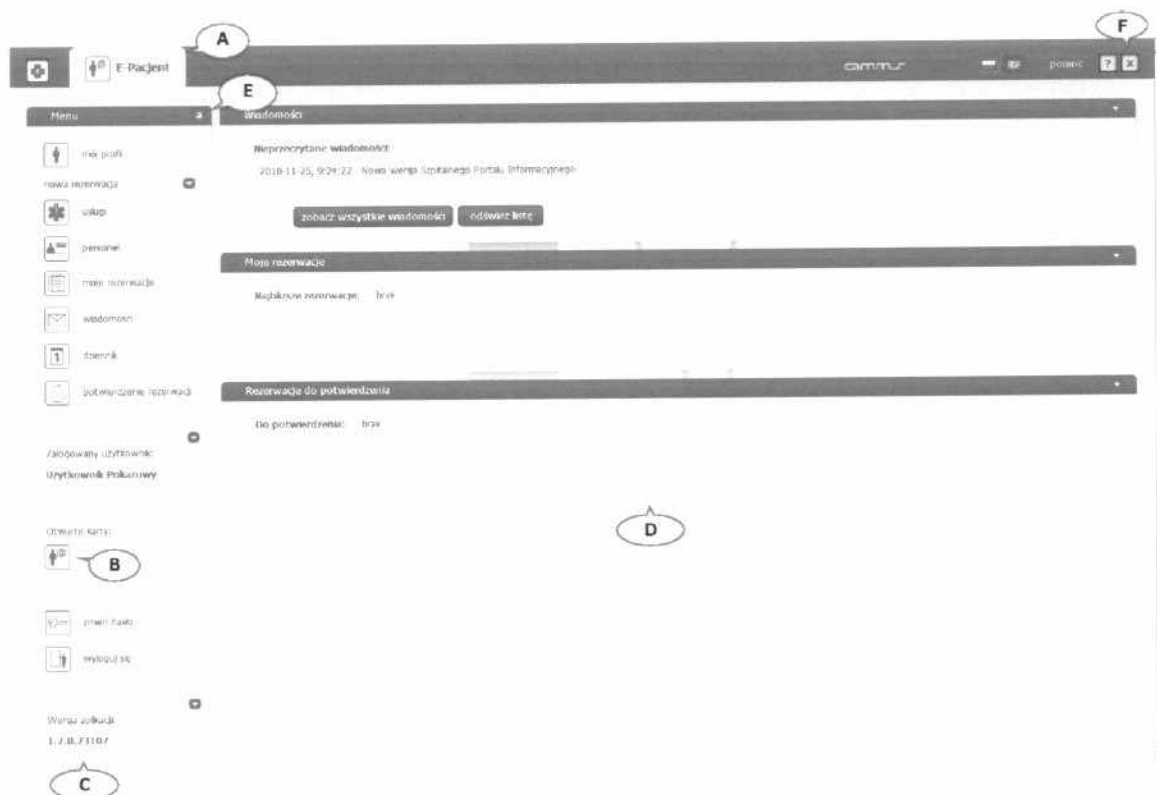 A
F
E-Pacjent
cammus
pomoc ? X
E
Menu
Wiadomości
mój profil
Nieprzeczytane wiadomości:
2010-11-25, 9:24:22 Nowa wersja Szpitalnego Portalu Informacyjnego
nowa rezerwacja
usługi
zobacz wszystkie wiadomości odśwież listę
personel
Moje rezerwacje
moje rezerwacje
Najbliższe rezerwacje: brak
wiadomości
1 dziennik
Rezerwacje do potwierdzenia
potwierdzenie rezerwacji
Do potwierdzenia: brak
Zalogowany użytkownik:
Użytkownik Pokazowy
D
Otwarte karty:
B
zmień hasło
wyloguj się
Wersja aplikacji
1.7.0.73107
C